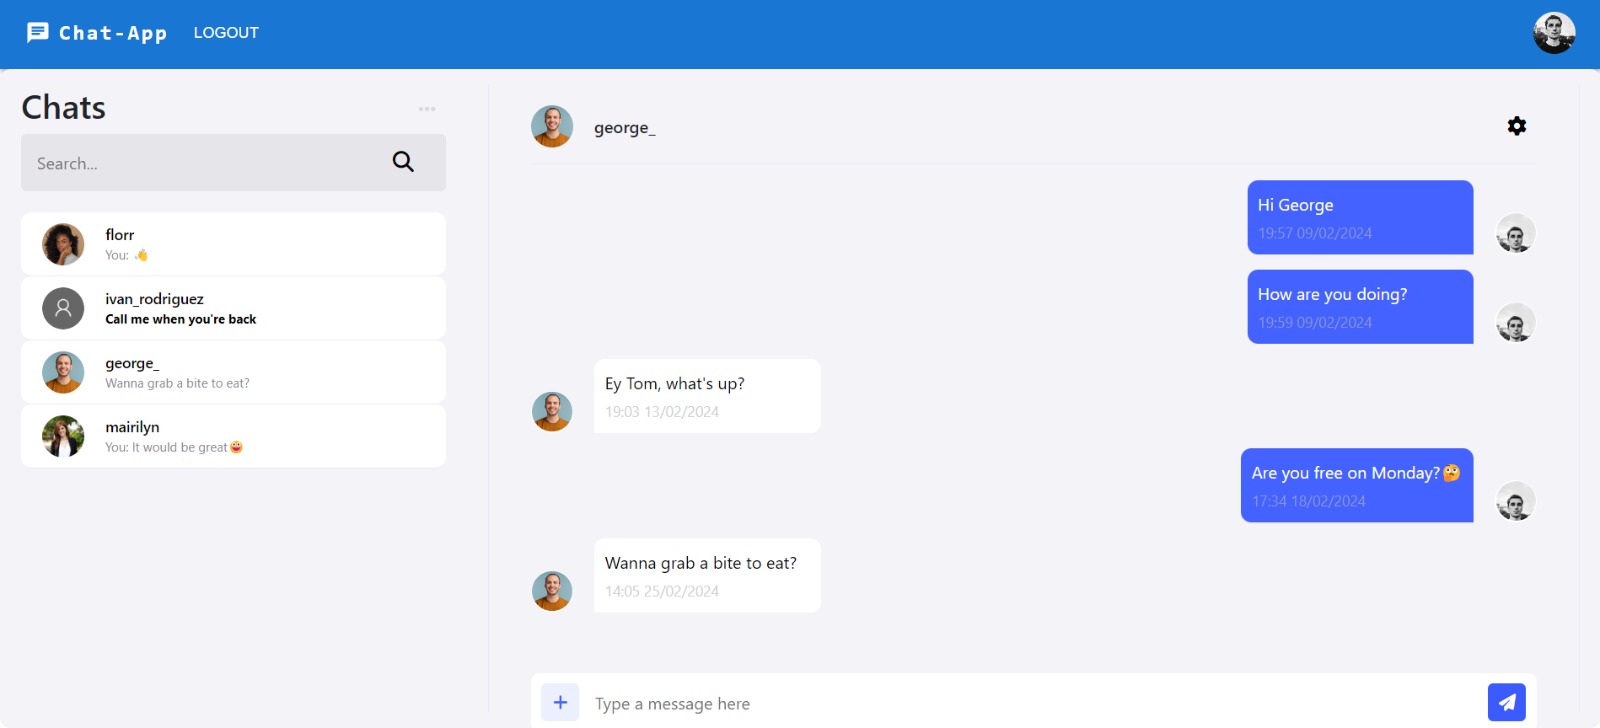 Chat-App LOGOUT
Chats
Search...
florr
You: 👋
ivan_rodriguez
Call me when you're back
george_
Wanna grab a bite to eat?
mairilyn
You: It would be great😀
george_
Hi George
19:57 09/02/2024
How are you doing?
19:59 09/02/2024
Ey Tom, what's up?
19:03 13/02/2024
Are you free on Monday?🤔
17:34 18/02/2024
Wanna grab a bite to eat?
14:05 25/02/2024
Type a message here